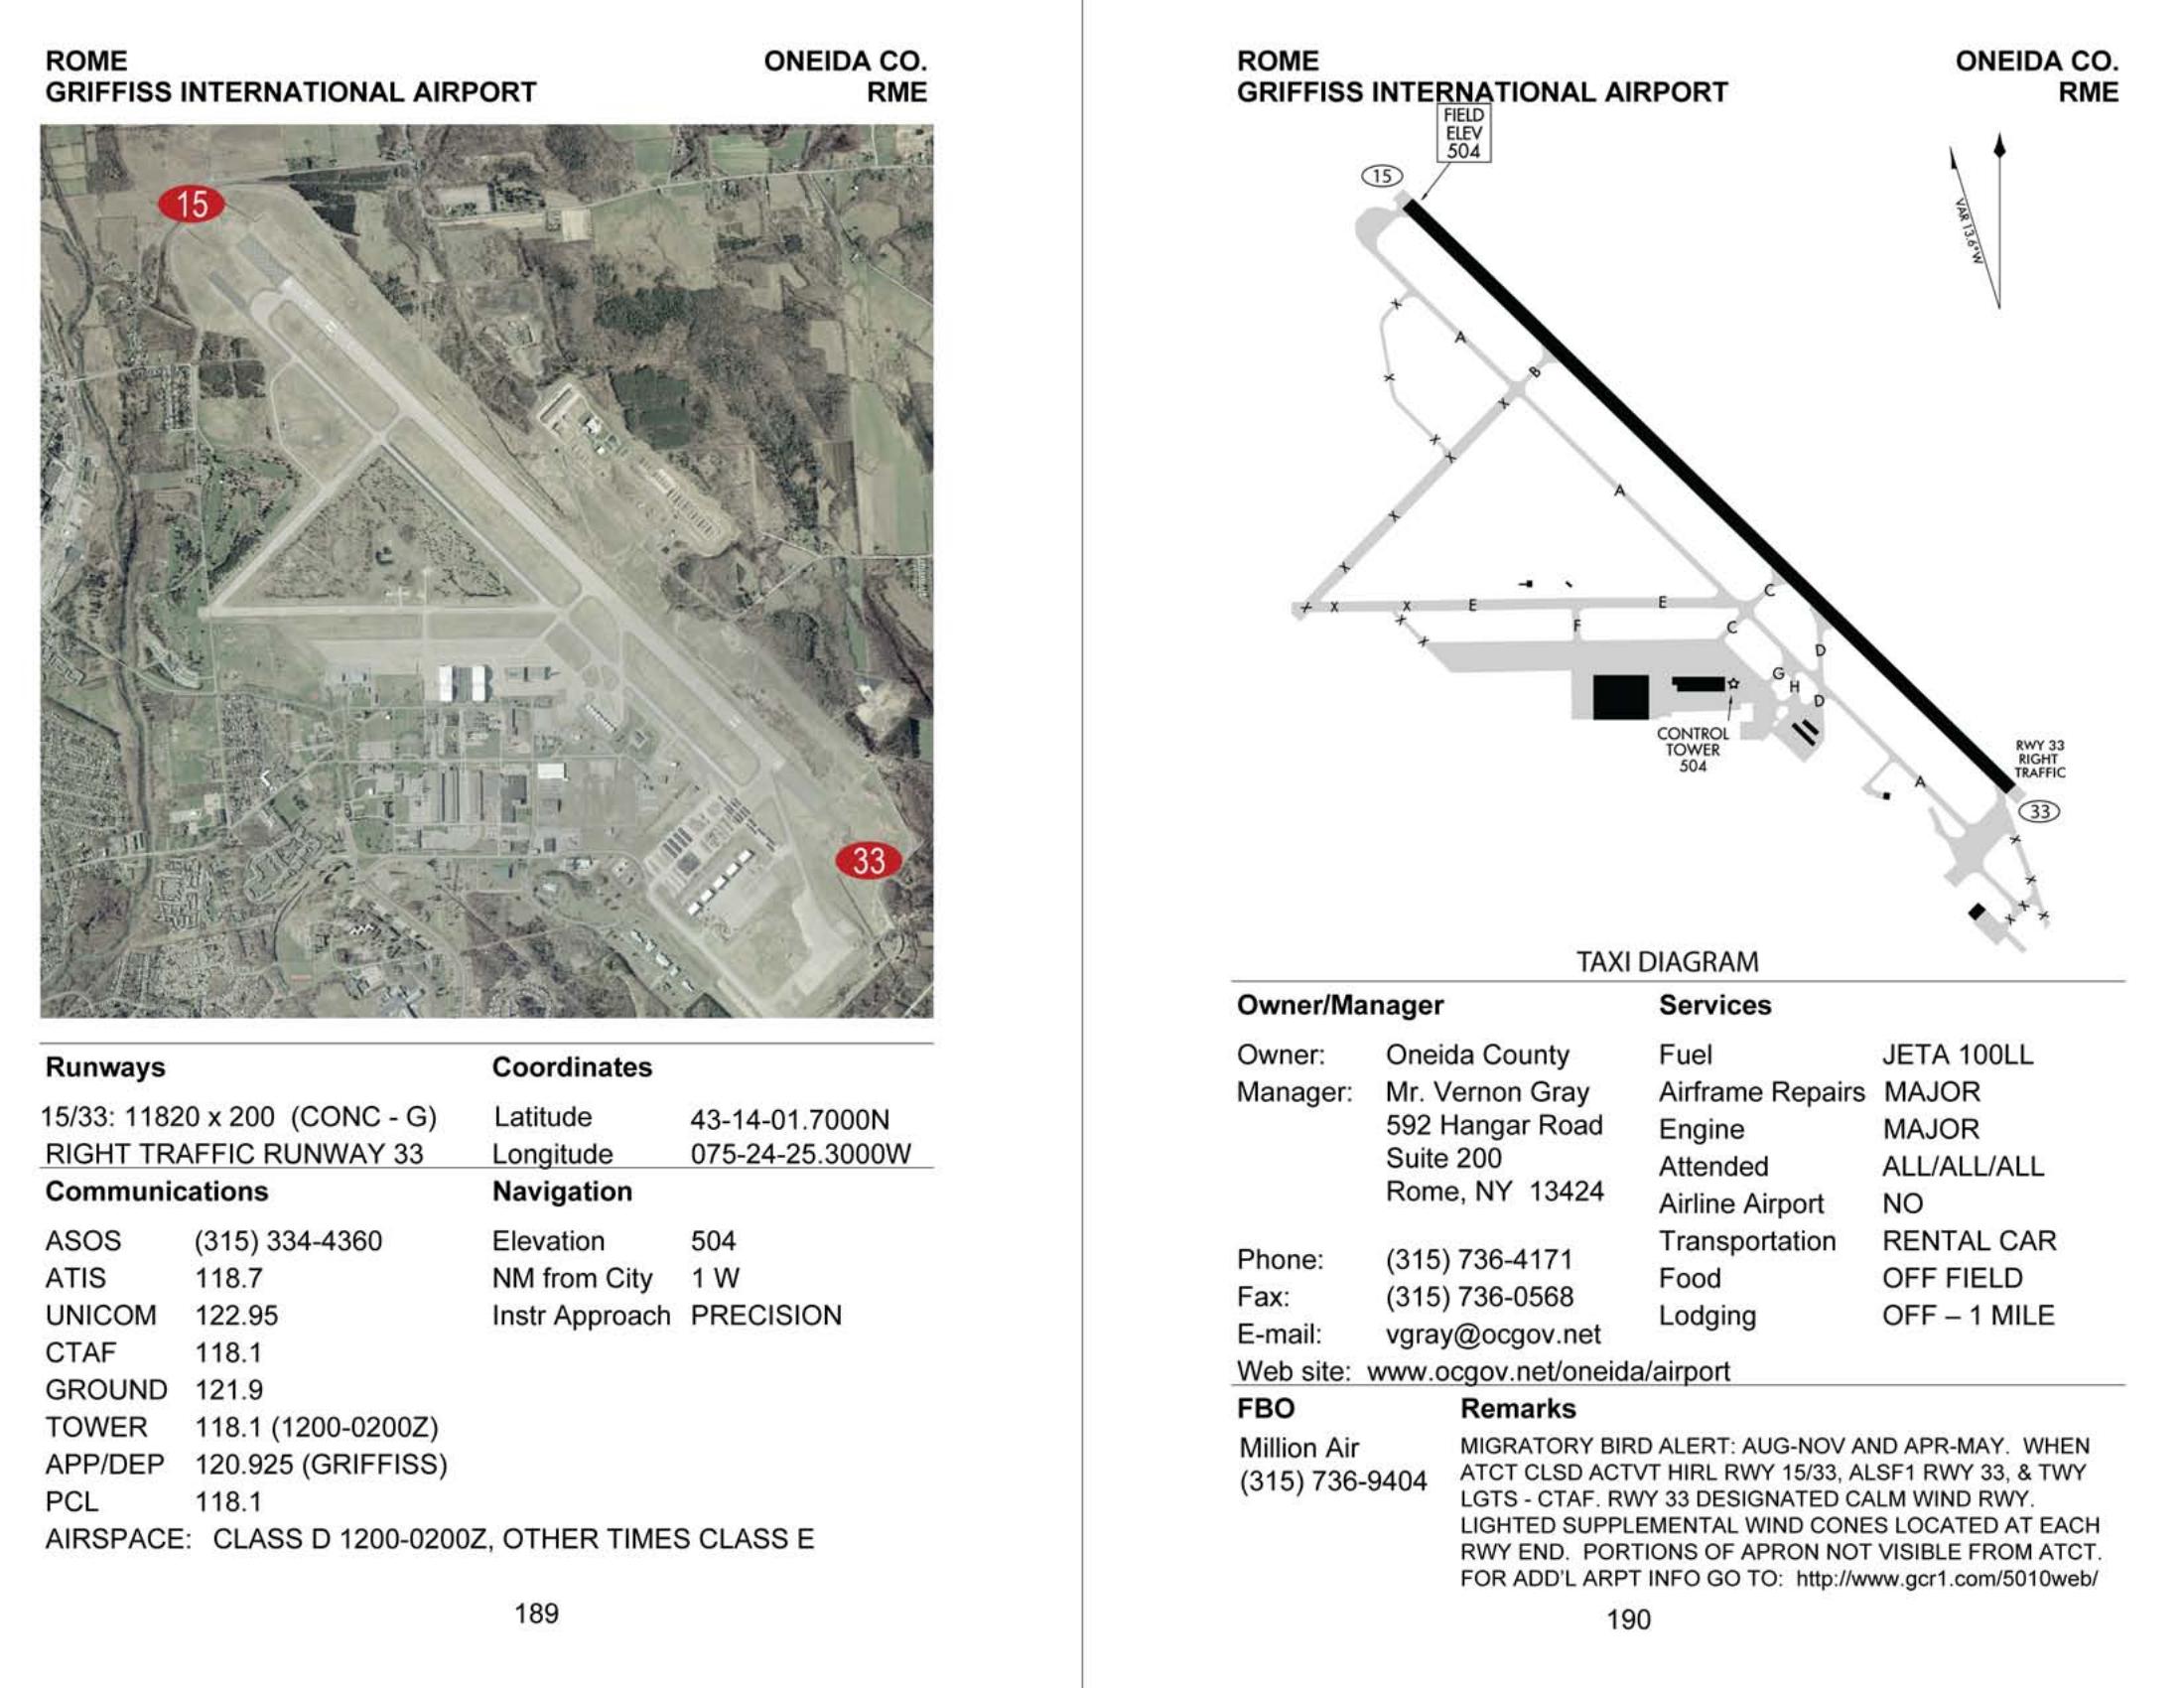 ROME ONEIDA CO.
GRIFFISS INTERNATIONAL AIRPORT RME
15
33
Runways
15/33: 11820 x 200 (CONC - G)
RIGHT TRAFFIC RUNWAY 33
Coordinates
Latitude 43-14-01.7000N
Longitude 075-24-25.3000W
Communications
ASOS (315) 334-4360
ATIS 118.7
UNICOM 122.95
CTAF 118.1
GROUND 121.9
TOWER 118.1 (1200-0200Z)
APP/DEP 120.925 (GRIFFISS)
PCL 118.1
AIRSPACE: CLASS D 1200-0200Z, OTHER TIMES CLASS E
Navigation
Elevation 504
NM from City 1 W
Instr Approach PRECISION
189
ROME ONEIDA CO.
GRIFFISS INTERNATIONAL AIRPORT RME
FIELD
ELEV
504
15
VAR 13.6°W
X
A
B
X
X
X
X
A
X
X
C
X X X E E
X
F
C
X
D
G
H
D
CONTROL
TOWER
504
RWY 33
RIGHT
TRAFFIC
A
33
X
X
X
X
X
TAXI DIAGRAM
Owner/Manager
Owner: Oneida County
Manager: Mr. Vernon Gray
592 Hangar Road
Suite 200
Rome, NY 13424
Phone: (315) 736-4171
Fax: (315) 736-0568
E-mail: vgray@ocgov.net
Web site: www.ocgov.net/oneida/airport
Services
Fuel JETA 100LL
Airframe Repairs MAJOR
Engine MAJOR
Attended ALL/ALL/ALL
Airline Airport NO
Transportation RENTAL CAR
Food OFF FIELD
Lodging OFF – 1 MILE
FBO
Million Air
(315) 736-9404
Remarks
MIGRATORY BIRD ALERT: AUG-NOV AND APR-MAY. WHEN
ATCT CLSD ACTVT HIRL RWY 15/33, ALSF1 RWY 33, & TWY
LGTS - CTAF. RWY 33 DESIGNATED CALM WIND RWY.
LIGHTED SUPPLEMENTAL WIND CONES LOCATED AT EACH
RWY END. PORTIONS OF APRON NOT VISIBLE FROM ATCT.
FOR ADD'L ARPT INFO GO TO: http://www.gcr1.com/5010web/
190